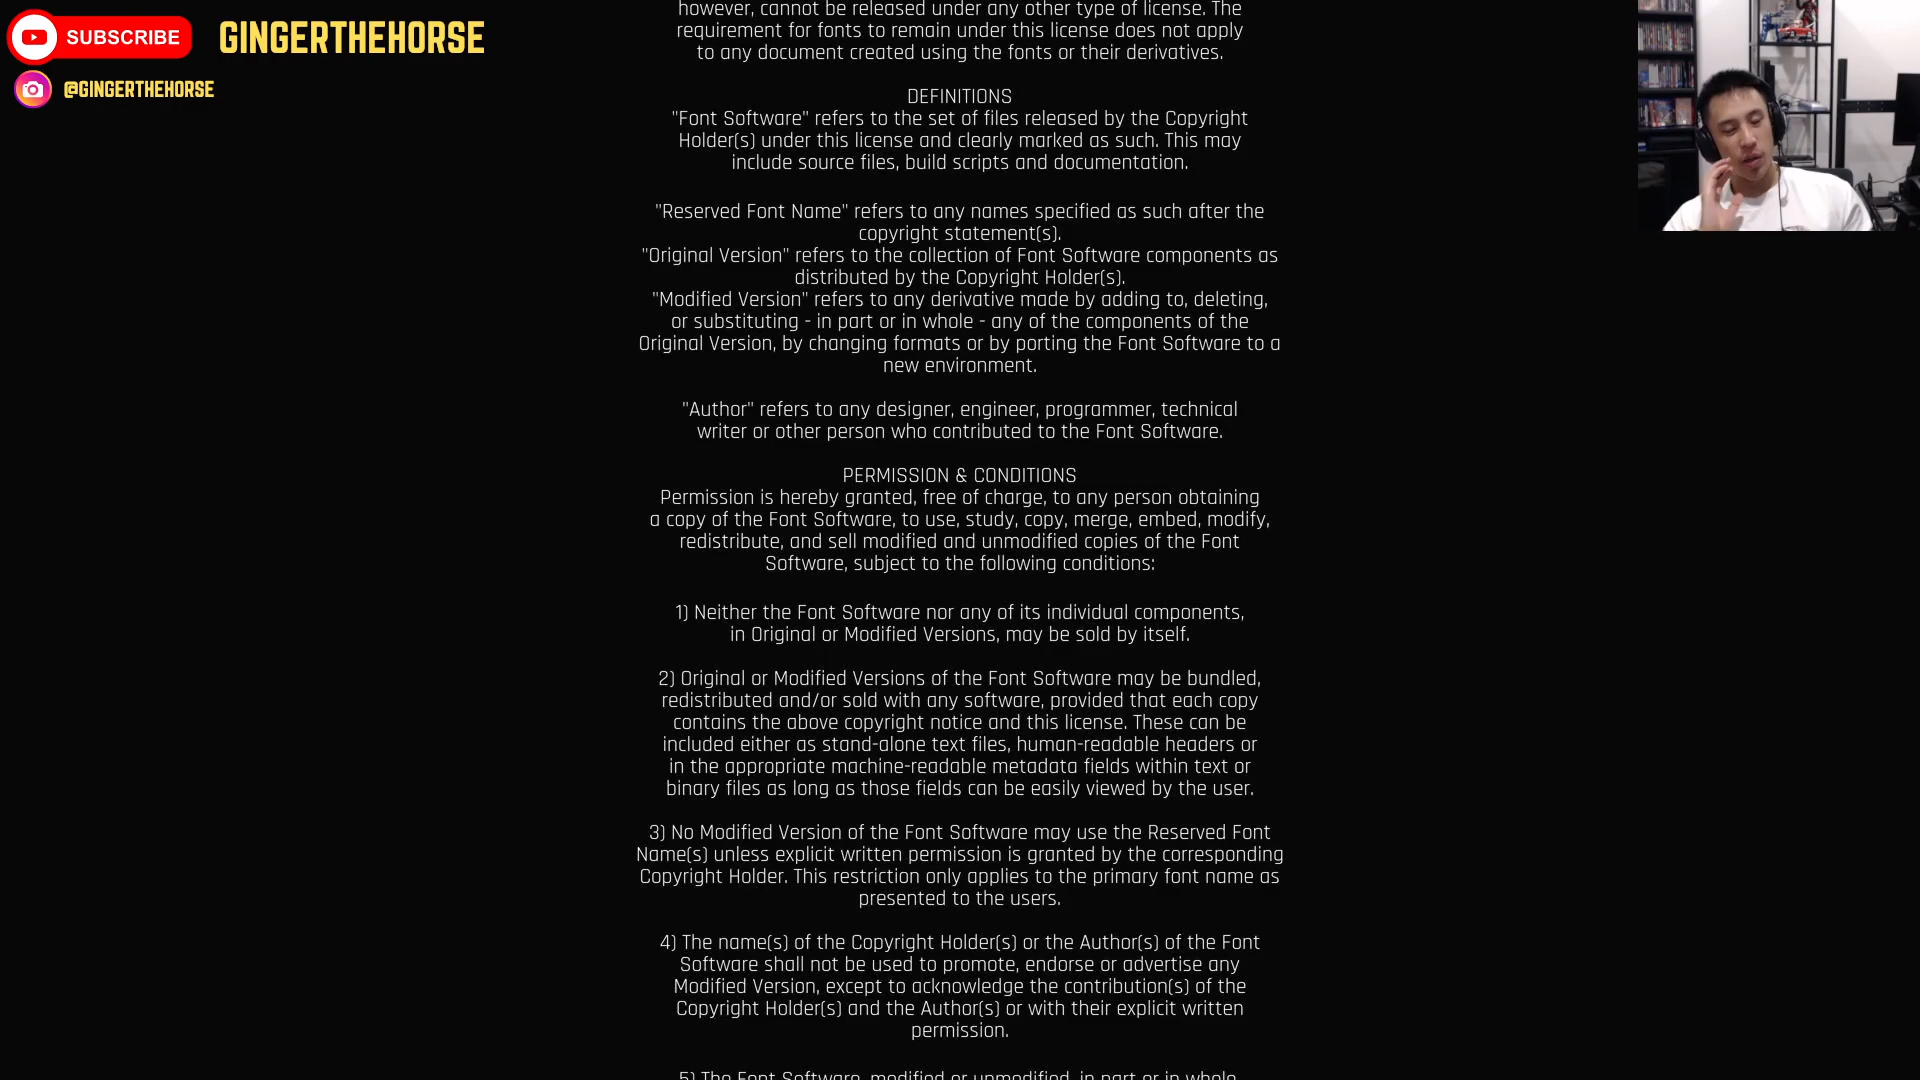 SUBSCRIBE
GINGERTHEHORSE
@GINGERTHEHORSE
however, cannot be released under any other type of license. The
requirement for fonts to remain under this license does not apply
to any document created using the fonts or their derivatives.
DEFINITIONS
"Font Software" refers to the set of files released by the Copyright
Holder(s) under this license and clearly marked as such. This may
include source files, build scripts and documentation.
"Reserved Font Name" refers to any names specified as such after the
copyright statement(s).
"Original Version" refers to the collection of Font Software components as
distributed by the Copyright Holder(s).
"Modified Version" refers to any derivative made by adding to, deleting,
or substituting - in part or in whole - any of the components of the
Original Version, by changing formats or by porting the Font Software to a
new environment.
"Author" refers to any designer, engineer, programmer, technical
writer or other person who contributed to the Font Software.
PERMISSION & CONDITIONS
Permission is hereby granted, free of charge, to any person obtaining
a copy of the Font Software, to use, study, copy, merge, embed, modify,
redistribute, and sell modified and unmodified copies of the Font
Software, subject to the following conditions:
1) Neither the Font Software nor any of its individual components,
in Original or Modified Versions, may be sold by itself.
2) Original or Modified Versions of the Font Software may be bundled,
redistributed and/or sold with any software, provided that each copy
contains the above copyright notice and this license. These can be
included either as stand-alone text files, human-readable headers or
in the appropriate machine-readable metadata fields within text or
binary files as long as those fields can be easily viewed by the user.
3) No Modified Version of the Font Software may use the Reserved Font
Name(s) unless explicit written permission is granted by the corresponding
Copyright Holder. This restriction only applies to the primary font name as
presented to the users.
4) The name(s) of the Copyright Holder(s) or the Author(s) of the Font
Software shall not be used to promote, endorse or advertise any
Modified Version, except to acknowledge the contribution(s) of the
Copyright Holder(s) and the Author(s) or with their explicit written
permission.
5) The Font Software, modified or unmodified, in part or in whole,